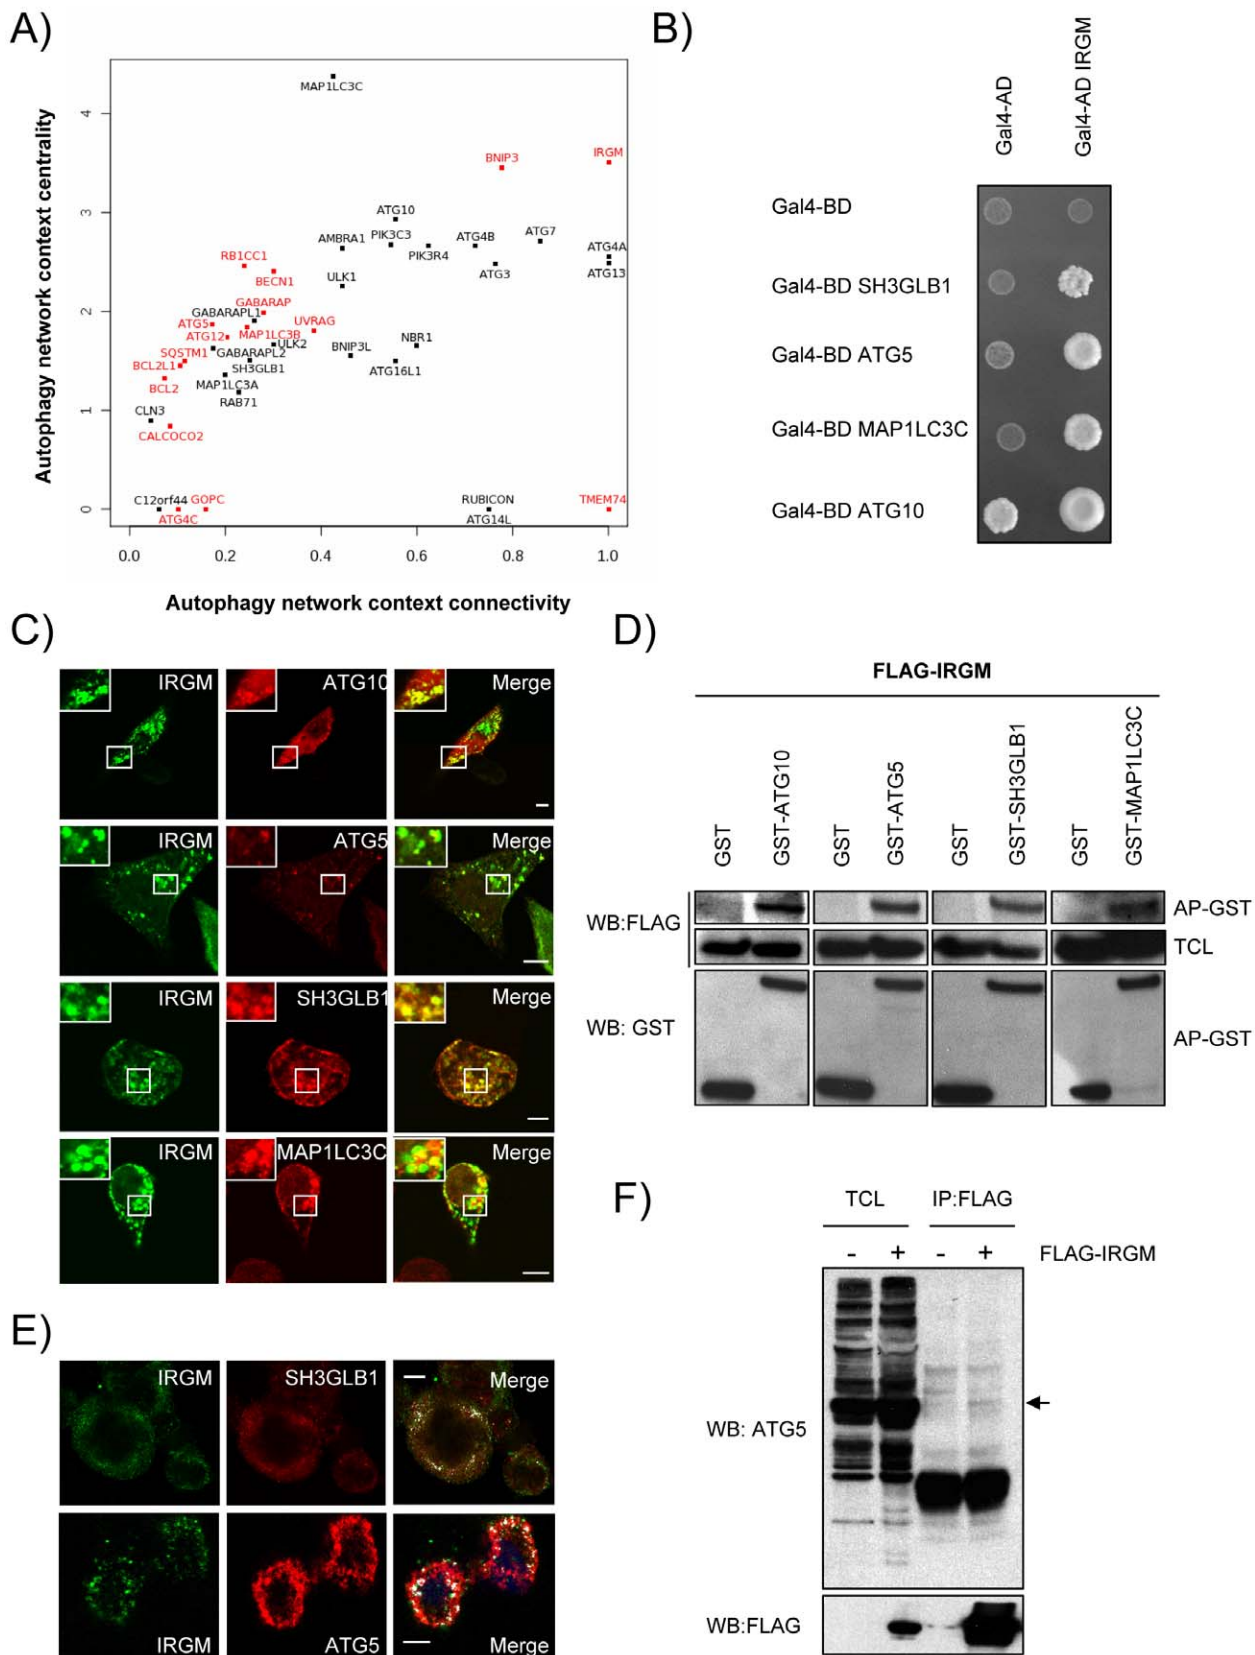 A)
Autophagy network context centrality
4
3
2
1
0
MAP1LC3C
BNIP3
IRGM
ATG10
AMBRA1
PIK3C3
PIK3R4
ATG4B
ATG7
ATG4A
ATG3
ATG13
RB1CC1
BECN1
ULK1
GABARAP
GABARAPL1
ATG5
UVRAG
MAP1LC3B
ATG12
ULK2
NBR1
SQSTM1
GABARAPL2
BNIP3L
BCL2L1
SH3GLB1
ATG16L1
BCL2
MAP1LC3A
RAB71
CLN3
CALCOCO2
C12orf44
GOPC
RUBICON
TMEM74
ATG4C
ATG14L
0.0 0.2 0.4 0.6 0.8 1.0
Autophagy network context connectivity
B)
Gal4-AD
Gal4-AD IRGM
Gal4-BD
Gal4-BD SH3GLB1
Gal4-BD ATG5
Gal4-BD MAP1LC3C
Gal4-BD ATG10
C)
IRGM ATG10 Merge
IRGM ATG5 Merge
IRGM SH3GLB1 Merge
IRGM MAP1LC3C Merge
D)
FLAG-IRGM
GST
GST-ATG10
GST
GST-ATG5
GST
GST-SH3GLB1
GST
GST-MAP1LC3C
WB:FLAG
AP-GST
TCL
WB: GST
AP-GST
E)
IRGM SH3GLB1 Merge
IRGM ATG5 Merge
F)
TCL IP:FLAG
- + - + FLAG-IRGM
WB: ATG5
WB:FLAG